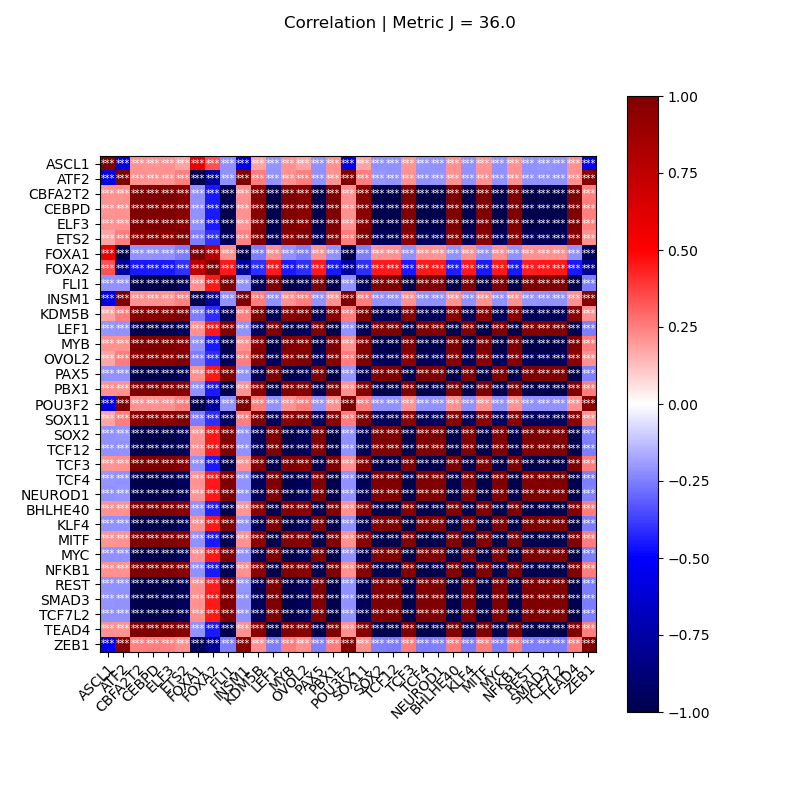 Correlation | Metric J = 36.0
ASCL1
ATF2
CBFA2T2
CEBPD
ELF3
ETS2
FOXA1
FOXA2
FLI1
INSM1
KDM5B
LEF1
MYB
OVOL2
PAX5
PBX1
POU3F2
SOX11
SOX2
TCF12
TCF3
TCF4
NEUROD1
BHLHE40
KLF4
MITF
MYC
NFKB1
REST
SMAD3
TCF7L2
TEAD4
ZEB1
ASCL1
ATF2
CBFA2T2
CEBPD
ELF3
ETS2
FOXA1
FOXA2
FLI1
INSM1
KDM5B
LEF1
MYB
OVOL2
PAX5
PBX1
POU3F2
SOX11
SOX2
TCF12
TCF3
TCF4
NEUROD1
BHLHE40
KLF4
MITF
MYC
NFKB1
REST
SMAD3
TCF7L2
TEAD4
ZEB1
1.00
0.75
0.50
0.25
0.00
−0.25
−0.50
−0.75
−1.00